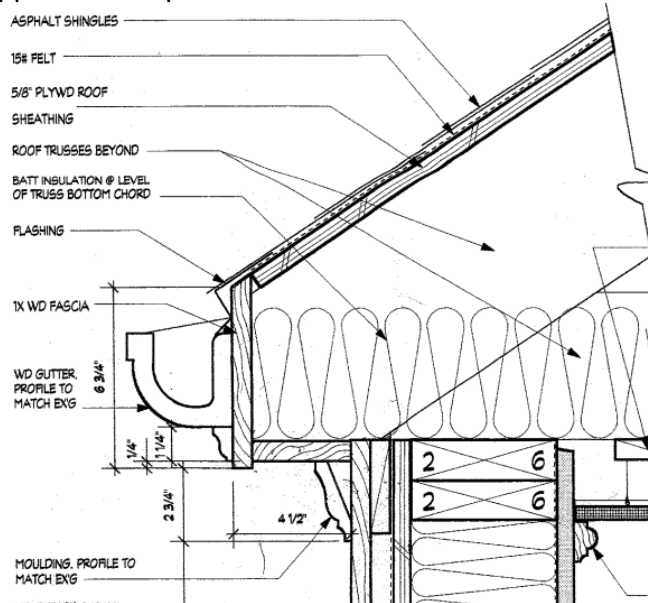 ASPHALT SHINGLES
15# FELT
5/8" PLYWD ROOF
SHEATHING
ROOF TRUSSES BEYOND
BATT INSULATION @ LEVEL
OF TRUSS BOTTOM CHORD
FLASHING
1X WD FASCIA
WD GUTTER,
PROFILE TO
MATCH EX'G
6 3/4"
1/4"
1 1/4"
2 3/4"
4 1/2"
2 6
2 6
MOULDING, PROFILE TO
MATCH EX'G